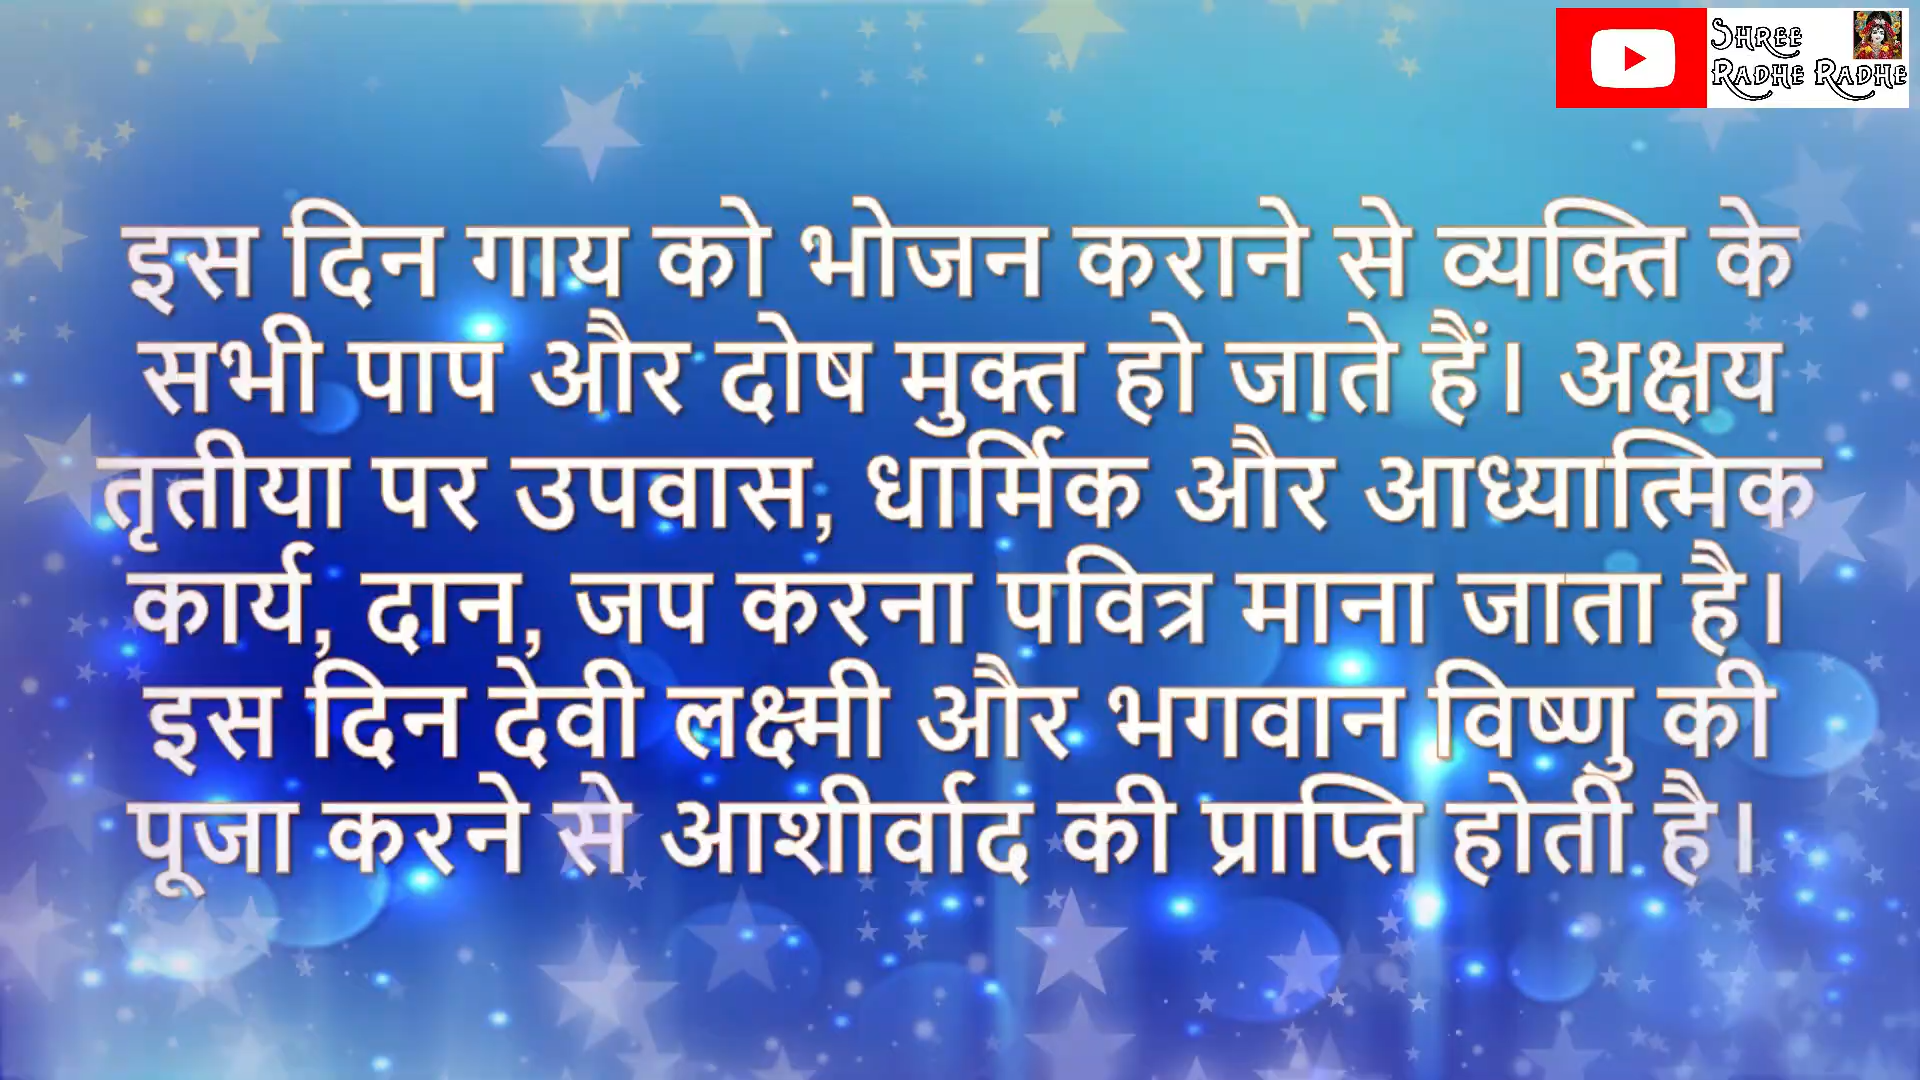 SHREE
RADHE RADHE
इस दिन गाय को भोजन कराने से व्यक्ति के
सभी पाप और दोष मुक्त हो जाते हैं। अक्षय
तृतीया पर उपवास, धार्मिक और आध्यात्मिक
कार्य, दान, जप करना पवित्र माना जाता है।
इस दिन देवी लक्ष्मी और भगवान विष्णु की
पूजा करने से आशीर्वाद की प्राप्ति होती है।